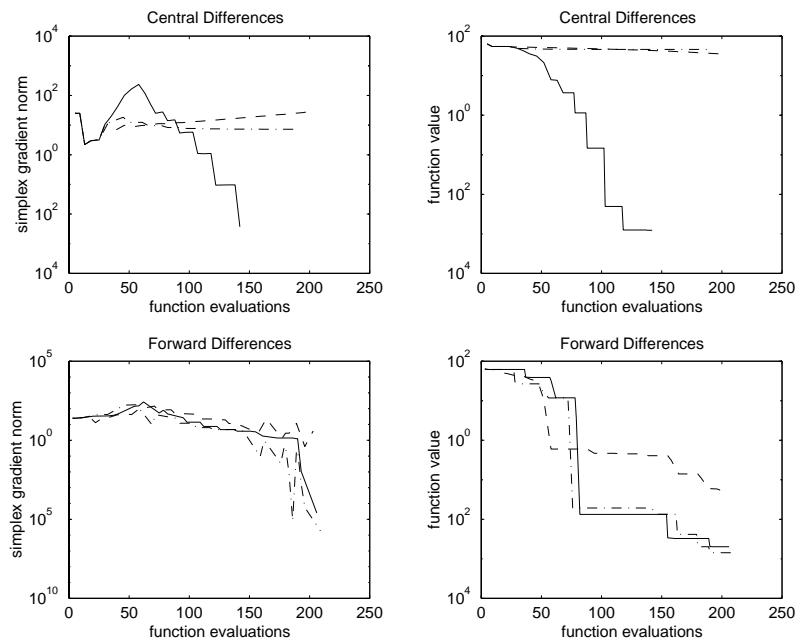 Central Differences
10^4
10^2
10^0
10^2
10^4
simplex gradient norm
0 50 100 150 200 250
function evaluations
Central Differences
10^2
10^0
10^2
10^4
function value
0 50 100 150 200 250
function evaluations
Forward Differences
10^5
10^0
10^5
10^10
simplex gradient norm
0 50 100 150 200 250
function evaluations
Forward Differences
10^2
10^0
10^2
10^4
function value
0 50 100 150 200 250
function evaluations